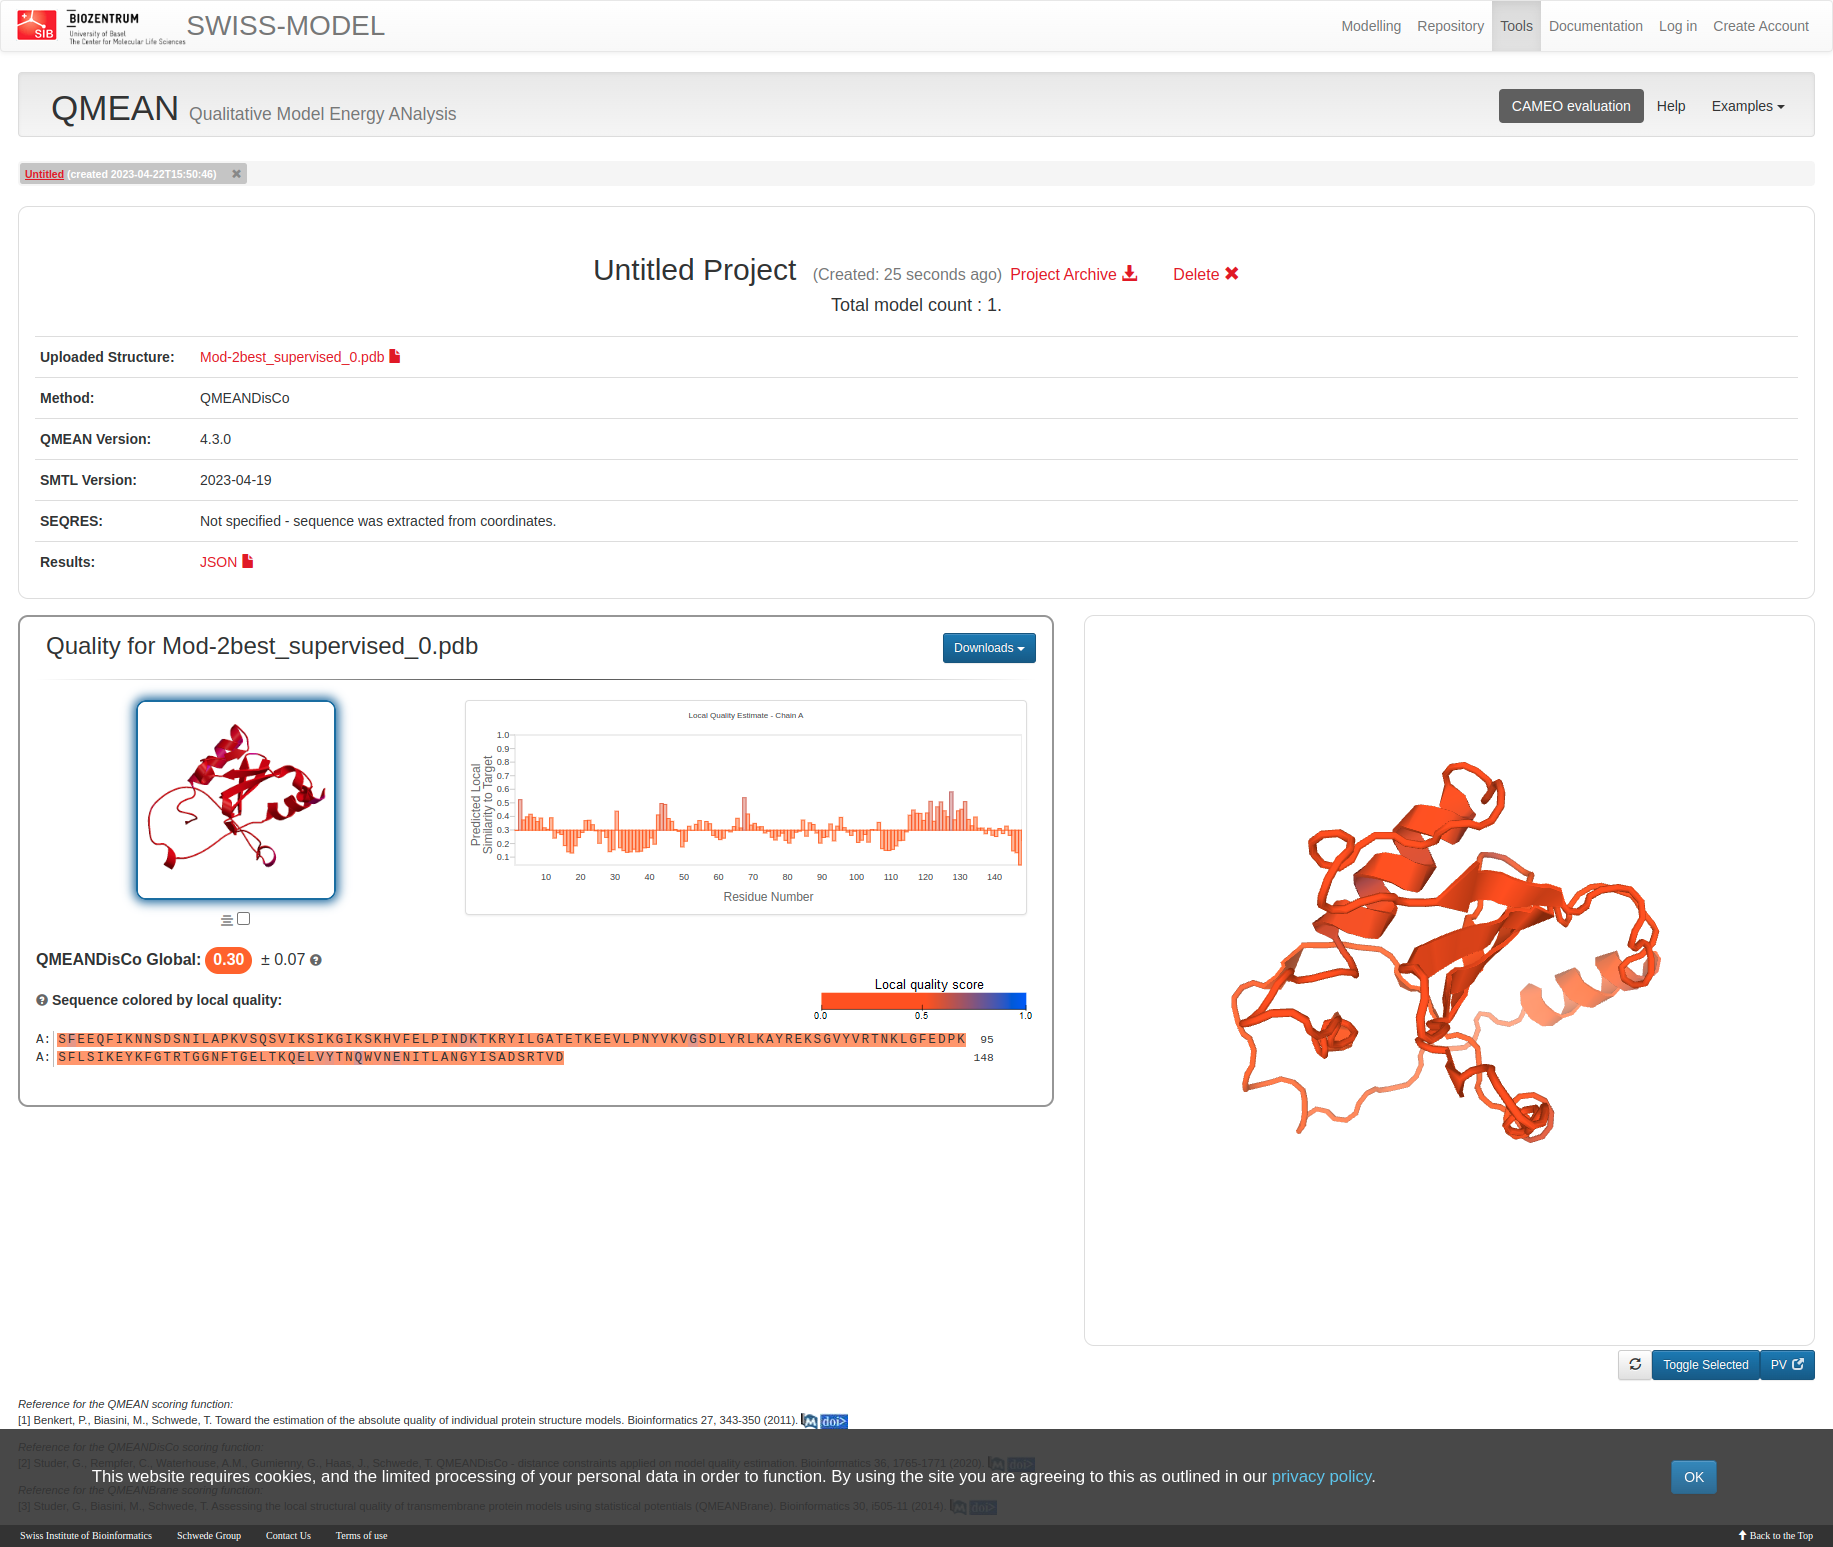 SIB
BIOZENTRUM
University of Basel
The Center for Molecular Life Sciences
SWISS-MODEL
Modelling Repository Tools Documentation Log in Create Account
QMEAN Qualitative Model Energy ANalysis
CAMEO evaluation Help Examples
Untitled (created 2023-04-22T15:50:46)
Untitled Project (Created: 25 seconds ago) Project Archive Delete
Total model count : 1.
Uploaded Structure: Mod-2best_supervised_0.pdb
Method: QMEANDisCo
QMEAN Version: 4.3.0
SMTL Version: 2023-04-19
SEQRES: Not specified - sequence was extracted from coordinates.
Results: JSON
Quality for Mod-2best_supervised_0.pdb
Downloads
Local Quality Estimate - Chain A
Predicted Local
Similarity to Target
1.0
0.9
0.8
0.7
0.6
0.5
0.4
0.3
0.2
0.1
10 20 30 40 50 60 70 80 90 100 110 120 130 140
Residue Number
QMEANDisCo Global: 0.30 ± 0.07
Sequence colored by local quality:
Local quality score
0.0 0.5 1.0
A: SFEEQFIKNNSDSNILAPKVSQSVIKSIKGIKSKHVFELPINDKTKRYILGATETKEEVLPNYVKVGSDLYRLKAYREKSGVYVRTNKLGFEDPK 95
A: SFLSIKEYKFGTRTGGNFTGELTKQELVYTNQWVNENITLANGYISADSRTVD 148
Toggle Selected PV
Reference for the QMEAN scoring function:
[1] Benkert, P., Biasini, M., Schwede, T. Toward the estimation of the absolute quality of individual protein structure models. Bioinformatics 27, 343-350 (2011). M doi>
Reference for the QMEANDisCo scoring function:
[2] Studer, G., Rempfer, C., Waterhouse, A.M., Gumienny, G., Haas, J., Schwede, T. QMEANDisCo - distance constraints applied on model quality estimation. Bioinformatics 36, 1765-1771 (2020). M doi>
This website requires cookies, and the limited processing of your personal data in order to function. By using the site you are agreeing to this as outlined in our privacy policy.
OK
Reference for the QMEANBrane scoring function:
[3] Studer, G., Biasini, M., Schwede, T. Assessing the local structural quality of transmembrane protein models using statistical potentials (QMEANBrane). Bioinformatics 30, i505-11 (2014). M doi>
Swiss Institute of Bioinformatics Schwede Group Contact Us Terms of use
Back to the Top